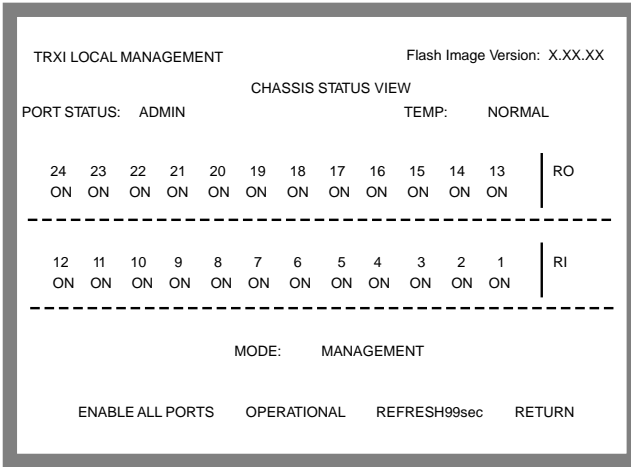 TRXI LOCAL MANAGEMENT Flash Image Version: X.XX.XX
CHASSIS STATUS VIEW
PORT STATUS: ADMIN TEMP: NORMAL
24 23 22 21 20 19 18 17 16 15 14 13 RO
ON ON ON ON ON ON ON ON ON ON ON ON
12 11 10 9 8 7 6 5 4 3 2 1 RI
ON ON ON ON ON ON ON ON ON ON ON ON
MODE: MANAGEMENT
ENABLE ALL PORTS OPERATIONAL REFRESH99sec RETURN